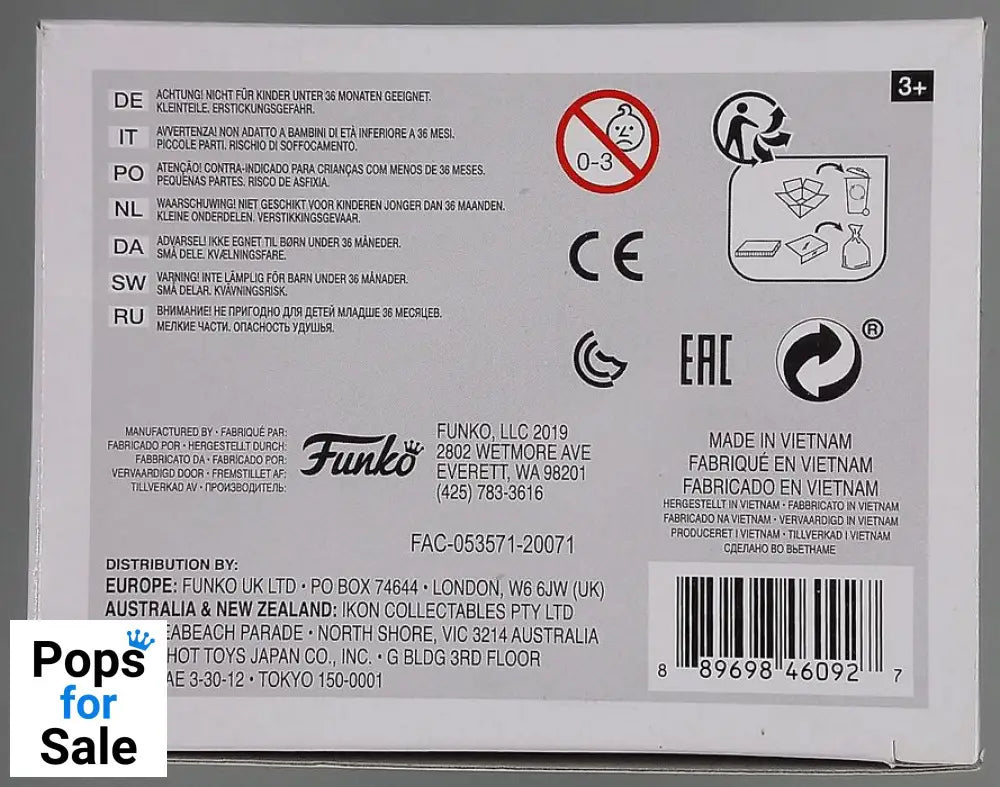 3+
DE ACHTUNG! NICHT FÜR KINDER UNTER 36 MONATEN GEEIGNET.
KLEINTEILE. ERSTICKUNGSGEFAHR.
IT AVVERTENZA! NON ADATTO A BAMBINI DI ETÀ INFERIORE A 36 MESI.
PICCOLE PARTI. RISCHIO DI SOFFOCAMENTO.
PO ATENÇÃO! CONTRA-INDICADO PARA CRIANÇAS COM MENOS DE 36 MESES.
PEQUENAS PARTES. RISCO DE ASFIXIA.
NL WAARSCHUWING! NIET GESCHIKT VOOR KINDEREN JONGER DAN 36 MAANDEN.
KLEINE ONDERDELEN. VERSTIKKINGSGEVAAR.
DA ADVARSEL! IKKE EGNET TIL BØRN UNDER 36 MÅNEDER.
SMÅ DELE. KVÆLNINGSFARE.
SW VARNING! INTE LÄMPLIG FÖR BARN UNDER 36 MÅNADER.
SMÅ DELAR. KVÄVNINGSRISK.
RU ВНИМАНИЕ! НЕ ПРИГОДНО ДЛЯ ДЕТЕЙ МЛАДШЕ 36 МЕСЯЦЕВ.
МЕЛКИЕ ЧАСТИ. ОПАСНОСТЬ УДУШЬЯ.
0-3
CE
EAC
®
MANUFACTURED BY • FABRIQUÉ PAR:
FABRICADO POR • HERGESTELLT DURCH:
FABBRICATO DA • FABRICADO POR:
VERVAARDIGD DOOR • FREMSTILLET AF:
TILLVERKAD AV • ПРОИЗВОДИТЕЛЬ:
Funko
FUNKO, LLC 2019
2802 WETMORE AVE
EVERETT, WA 98201
(425) 783-3616
FAC-053571-20071
MADE IN VIETNAM
FABRIQUÉ EN VIETNAM
FABRICADO EN VIETNAM
HERGESTELLT IN VIETNAM • FABBRICATO IN VIETNAM
FABRICADO NA VIETNAM • VERVAARDIGD IN VIETNAM
PRODUCERET I VIETNAM • TILLVERKAD I VIETNAM
СДЕЛАНО ВО ВЬЕТНАМЕ
DISTRIBUTION BY:
EUROPE: FUNKO UK LTD • PO BOX 74644 • LONDON, W6 6JW (UK)
AUSTRALIA & NEW ZEALAND: IKON COLLECTABLES PTY LTD
PARADE • NORTH SHORE, VIC 3214 AUSTRALIA
HOT TOYS JAPAN CO., INC. • G BLDG 3RD FLOOR
3-30-12 • TOKYO 150-0001
8 89698 46092 7
Pops
for
Sale